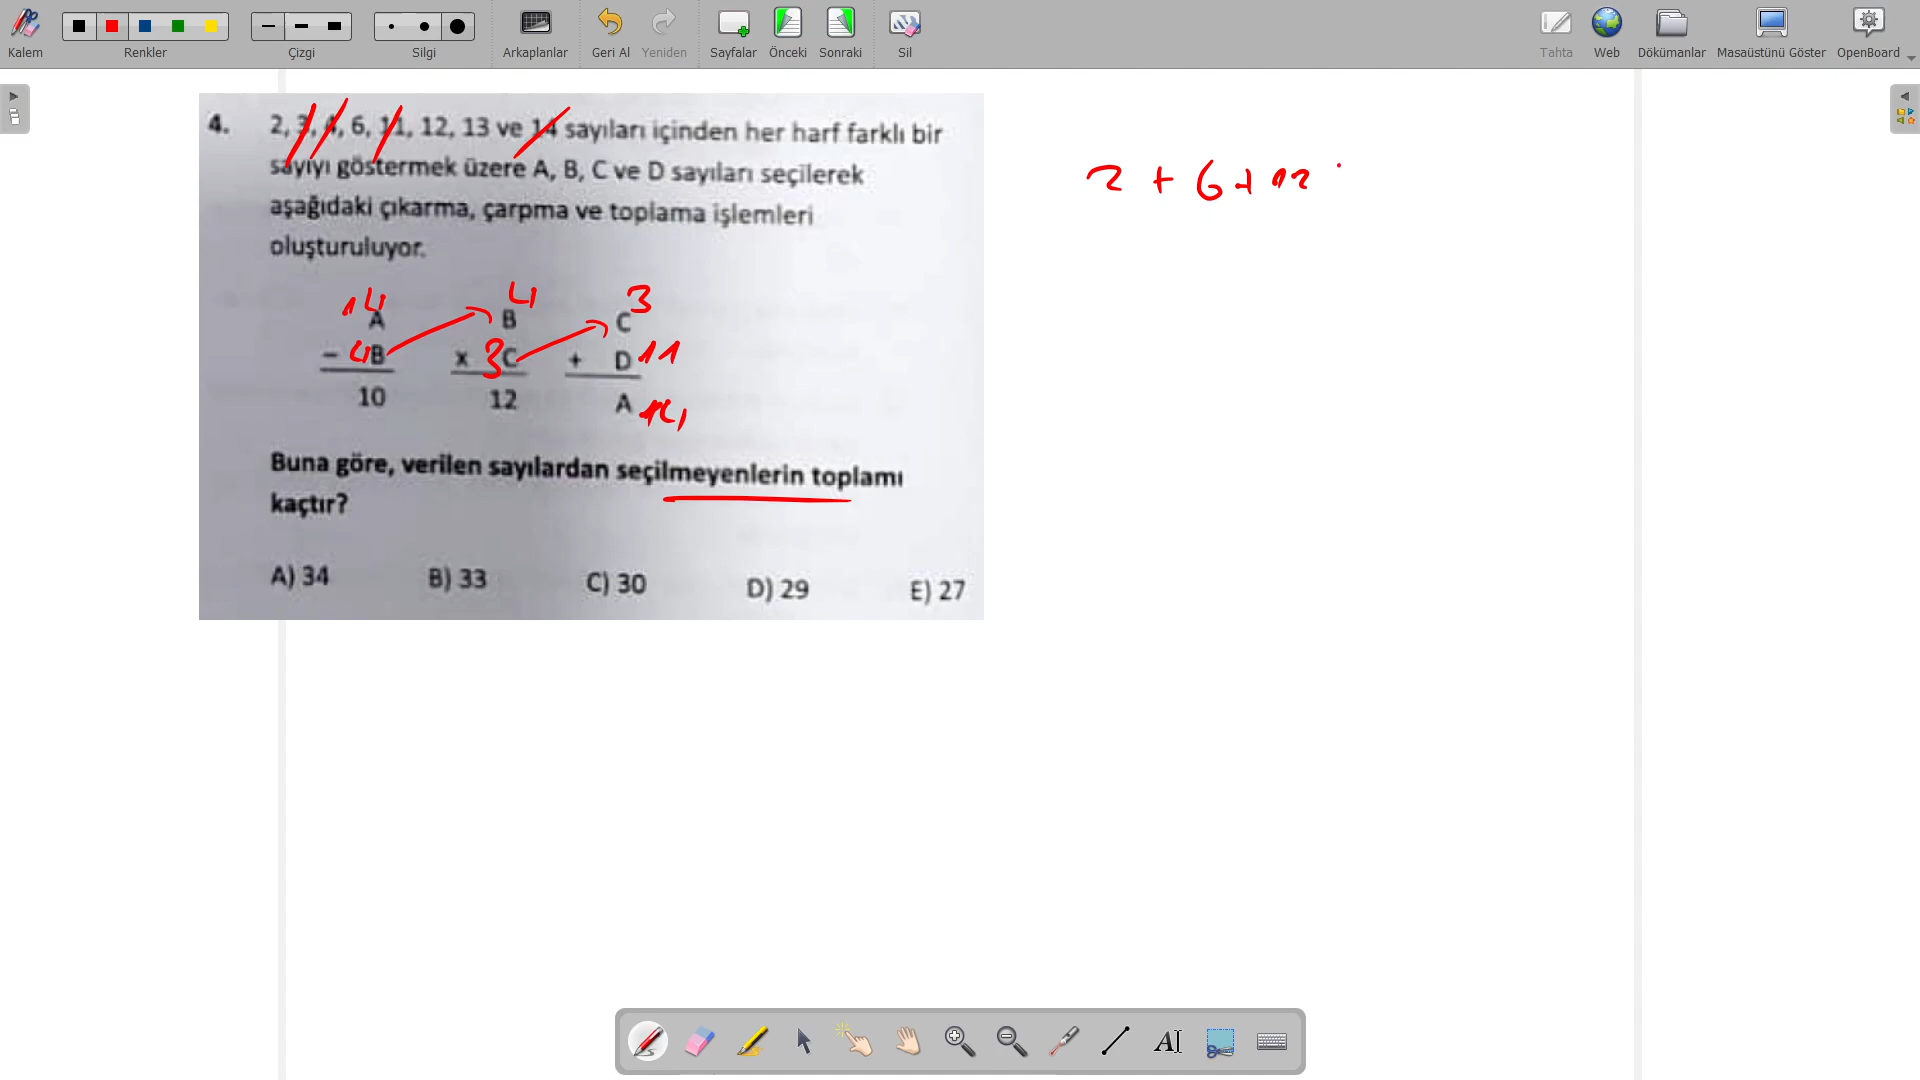 Kalem
Renkler
Çizgi
Silgi
Arkaplanlar
Geri Al
Yeniden
Sayfalar
Önceki
Sonraki
Sil
Tahta
Web
Dökümanlar
Masaüstünü Göster
OpenBoard
4. 2, 3, 4, 6, 11, 12, 13 ve 14 sayıları içinden her harf farklı bir
sayıyı göstermek üzere A, B, C ve D sayıları seçilerek
aşağıdaki çıkarma, çarpma ve toplama işlemleri
oluşturuluyor.
14 4 3
A B C
- 4B x 3C + D 11
10 12 A 14
Buna göre, verilen sayılardan seçilmeyenlerin toplamı
kaçtır?
A) 34 B) 33 C) 30 D) 29 E) 27
2 + 6 + 12